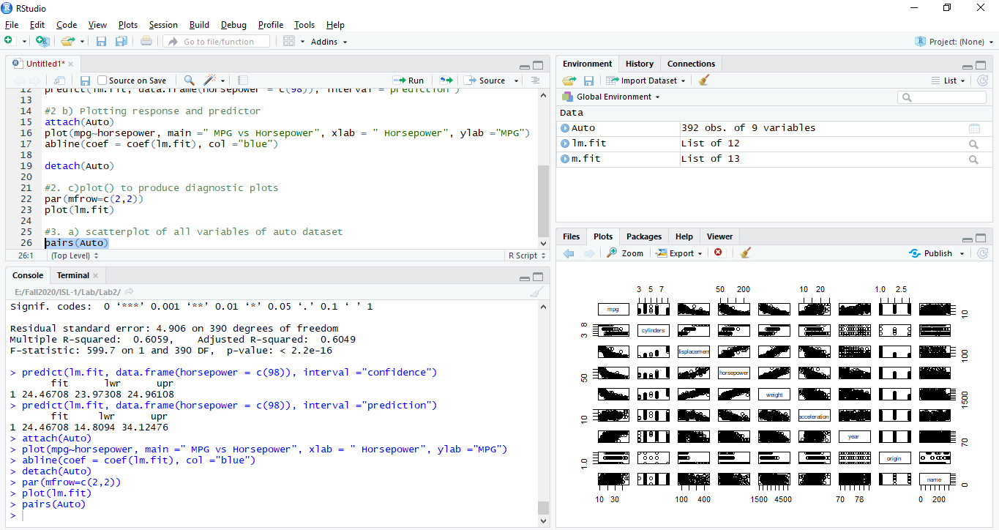 RStudio
File Edit Code View Plots Session Build Debug Profile Tools Help
Go to file/function Addins Project: (None)
Untitled1*
Source on Save Run Source
12 predict(lm.fit, data.frame(horsepower = c(98)), interval ="prediction")
13
14 #2 b) Plotting response and predictor
15 attach(Auto)
16 plot(mpg~horsepower, main =" MPG vs Horsepower", xlab = " Horsepower", ylab ="MPG")
17 abline(coef = coef(lm.fit), col ="blue")
18
19 detach(Auto)
20
21 #2. c)plot() to produce diagnostic plots
22 par(mfrow=c(2,2))
23 plot(lm.fit)
24
25 #3. a) scatterplot of all variables of auto dataset
26 pairs(Auto)
26:1 (Top Level) R Script
Console Terminal
E:/Fall2020/ISL-1/Lab/Lab2/
Signif. codes: 0 ‘***’ 0.001 ‘**’ 0.01 ‘*’ 0.05 ‘.’ 0.1 ‘ ’ 1
Residual standard error: 4.906 on 390 degrees of freedom
Multiple R-squared: 0.6059, Adjusted R-squared: 0.6049
F-statistic: 599.7 on 1 and 390 DF, p-value: < 2.2e-16
> predict(lm.fit, data.frame(horsepower = c(98)), interval ="confidence")
fit lwr upr
1 24.46708 23.97308 24.96108
> predict(lm.fit, data.frame(horsepower = c(98)), interval ="prediction")
fit lwr upr
1 24.46708 14.8094 34.12476
> attach(Auto)
> plot(mpg~horsepower, main =" MPG vs Horsepower", xlab = " Horsepower", ylab ="MPG")
> abline(coef = coef(lm.fit), col ="blue")
> detach(Auto)
> par(mfrow=c(2,2))
> plot(lm.fit)
> pairs(Auto)
>
Environment History Connections
Import Dataset List
Global Environment
Data
Auto 392 obs. of 9 variables
lm.fit List of 12
m.fit List of 13
Files Plots Packages Help Viewer
Zoom Export Publish
3 5 7 50 200 10 20 1.0 2.5
mpg 10
3 8 cylinders
displacement 100
50 horsepower
weight 1500
10 acceleration
year 70
1.0 origin
name 0
10 30 100 400 1500 4500 70 78 0 200